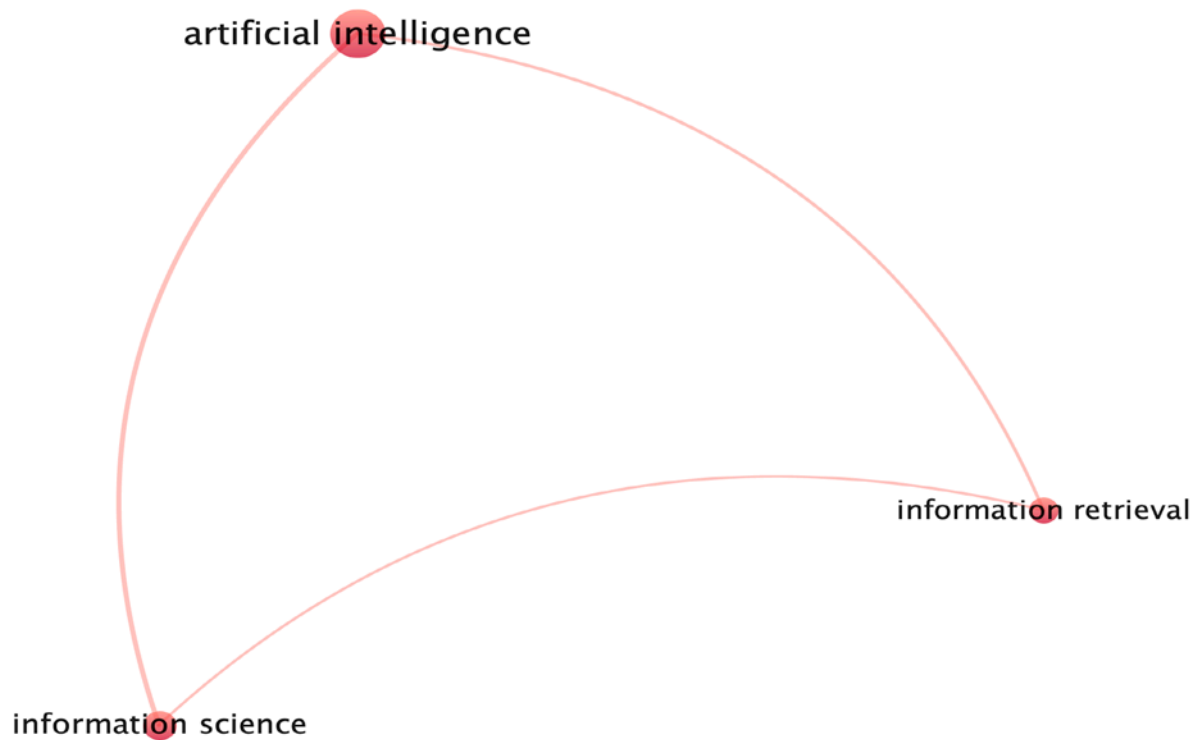 artificial intelligence
information retrieval
information science